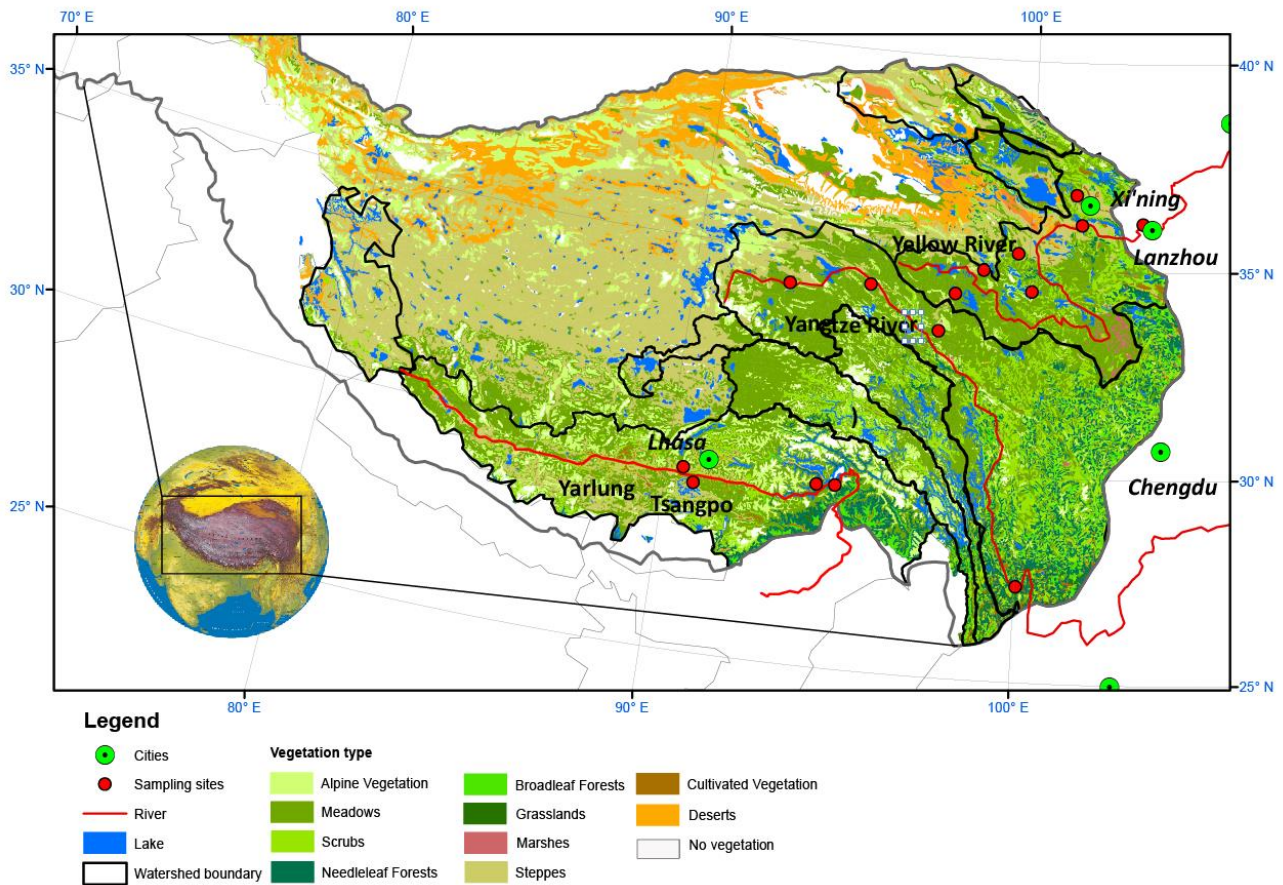 70° E 80° E 90° E 100° E
35° N 40° N
Xi'ning
Yellow River
Lanzhou
30° N 35° N
Yangtze River
Lhasa
Yarlung
Tsangpo
Chengdu
25° N 30° N
25° N
80° E 90° E 100° E
Legend
Cities
Sampling sites
River
Lake
Watershed boundary
Vegetation type
Alpine Vegetation
Meadows
Scrubs
Needleleaf Forests
Broadleaf Forests
Grasslands
Marshes
Steppes
Cultivated Vegetation
Deserts
No vegetation